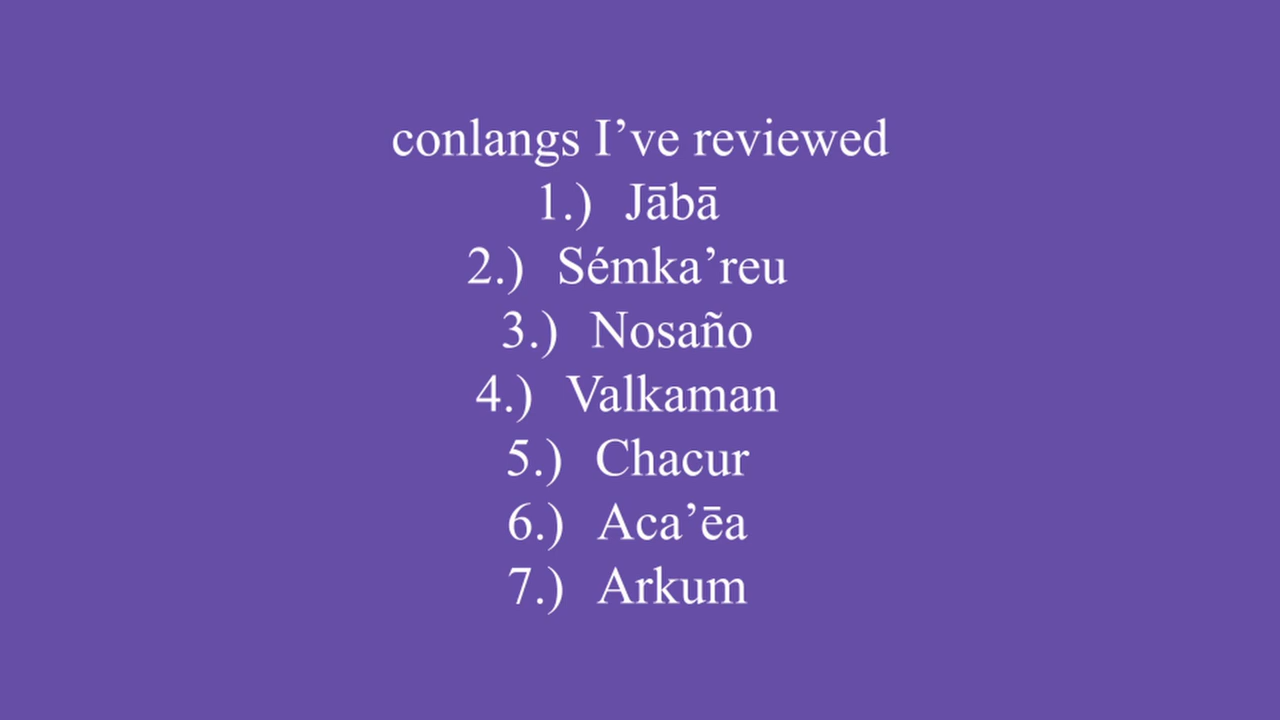 conlangs I’ve reviewed
1.) Jābā
2.) Sémka’reu
3.) Nosaño
4.) Valkaman
5.) Chacur
6.) Aca’ēa
7.) Arkum